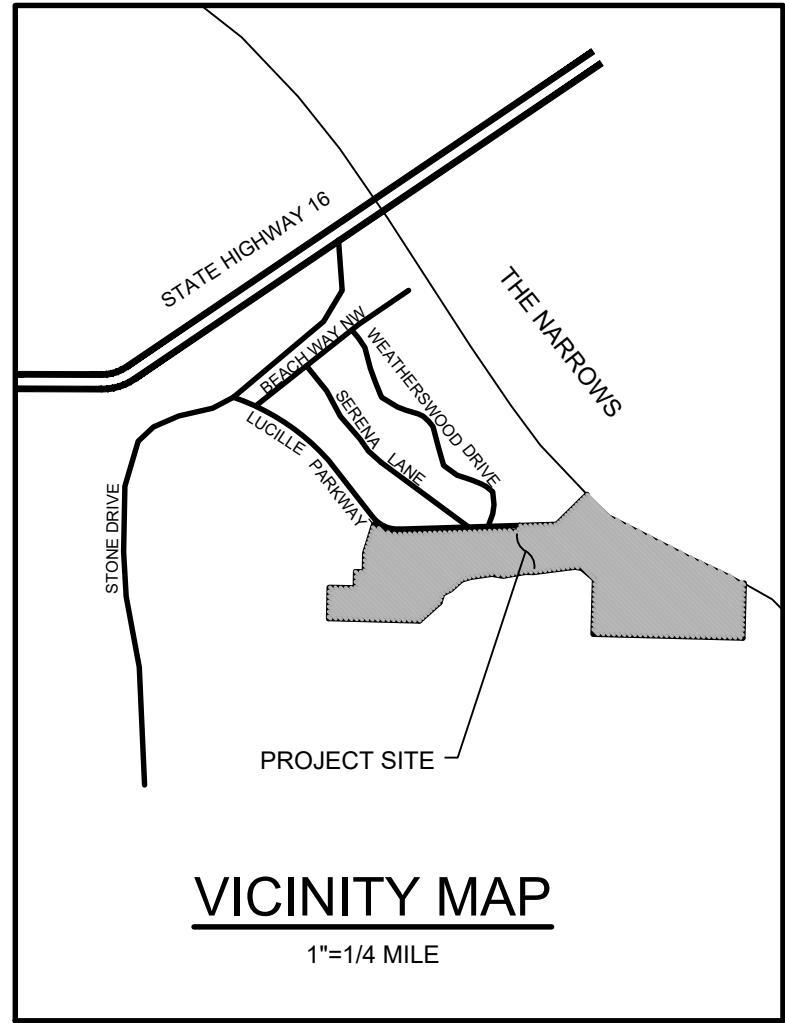 STATE HIGHWAY 16
THE NARROWS
BEACH WAY NW
WEATHERSWOOD DRIVE
SERENA LANE
LUCILLE PARKWAY
STONE DRIVE
PROJECT SITE
VICINITY MAP
1"=1/4 MILE